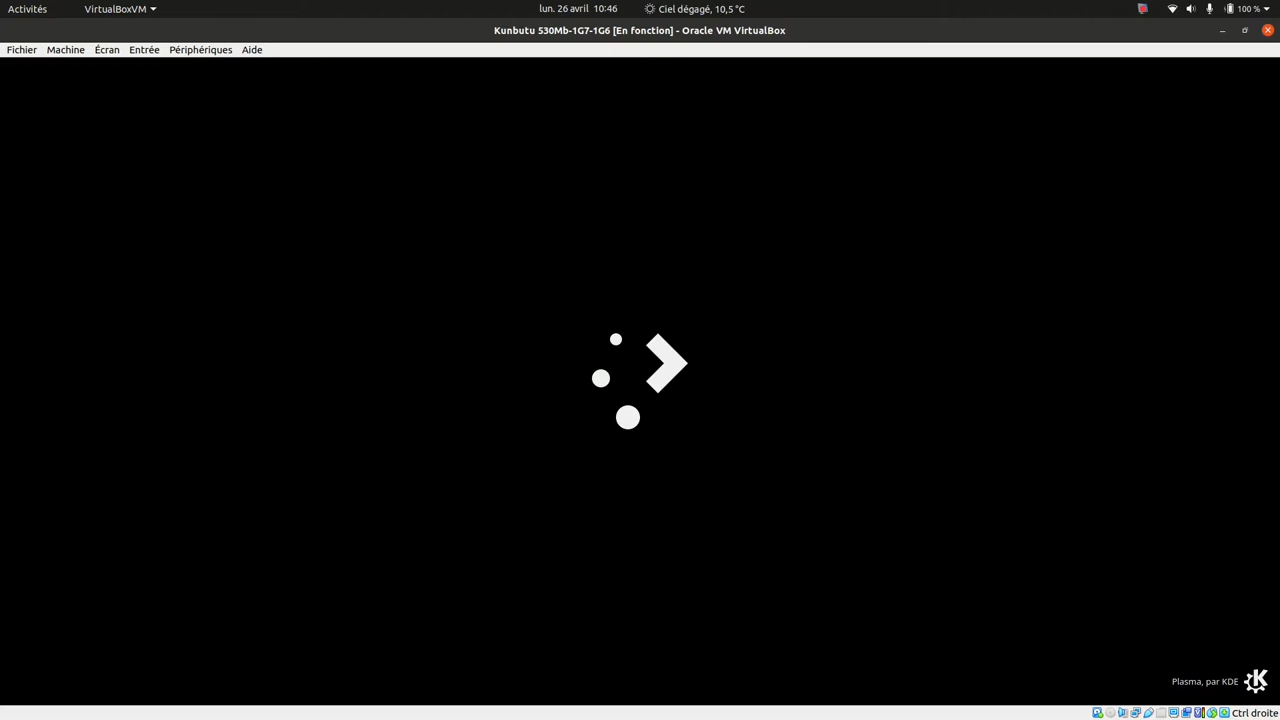 Activités VirtualBoxVM lun. 26 avril 10:46 Ciel dégagé, 10,5 °C 100 %
Kunbutu 530Mb-1G7-1G6 [En fonction] - Oracle VM VirtualBox
Fichier Machine Écran Entrée Périphériques Aide
Plasma, par KDE
Ctrl droite